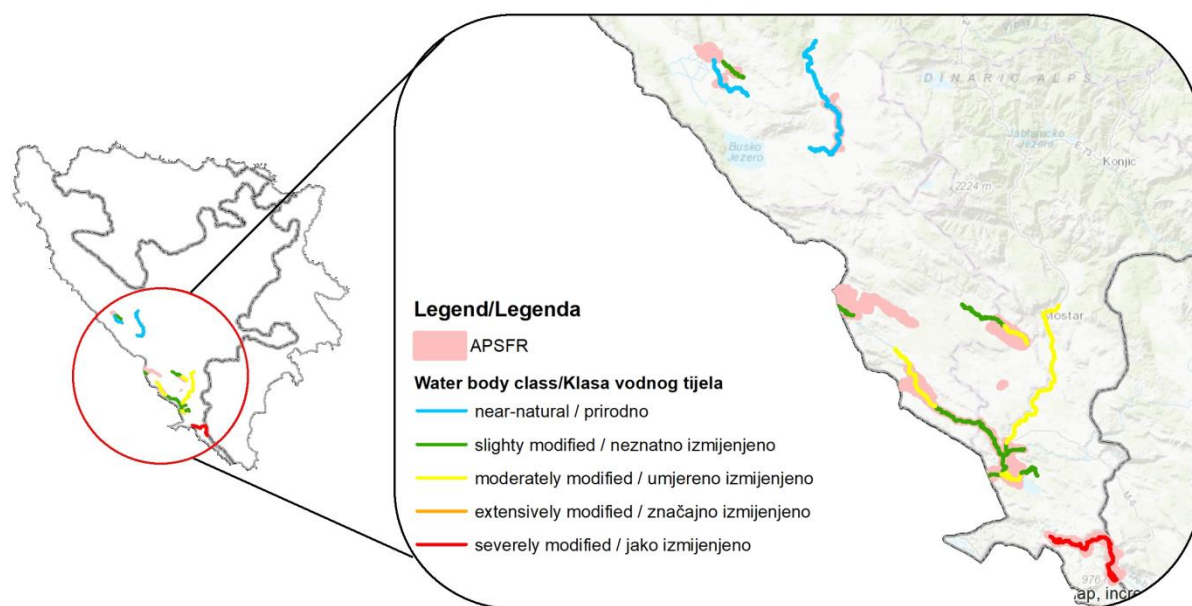 DINARIC ALPS
Jablanicko
Jezero
Konjic
Busko
Jezero
2224 m
Mostar
Legend/Legenda
APSFR
Water body class/Klasa vodnog tijela
near-natural / prirodno
slighty modified / neznatno izmijenjeno
moderately modified / umjereno izmijenjeno
extensively modified / značajno izmijenjeno
severely modified / jako izmijenjeno
976
ap, incre